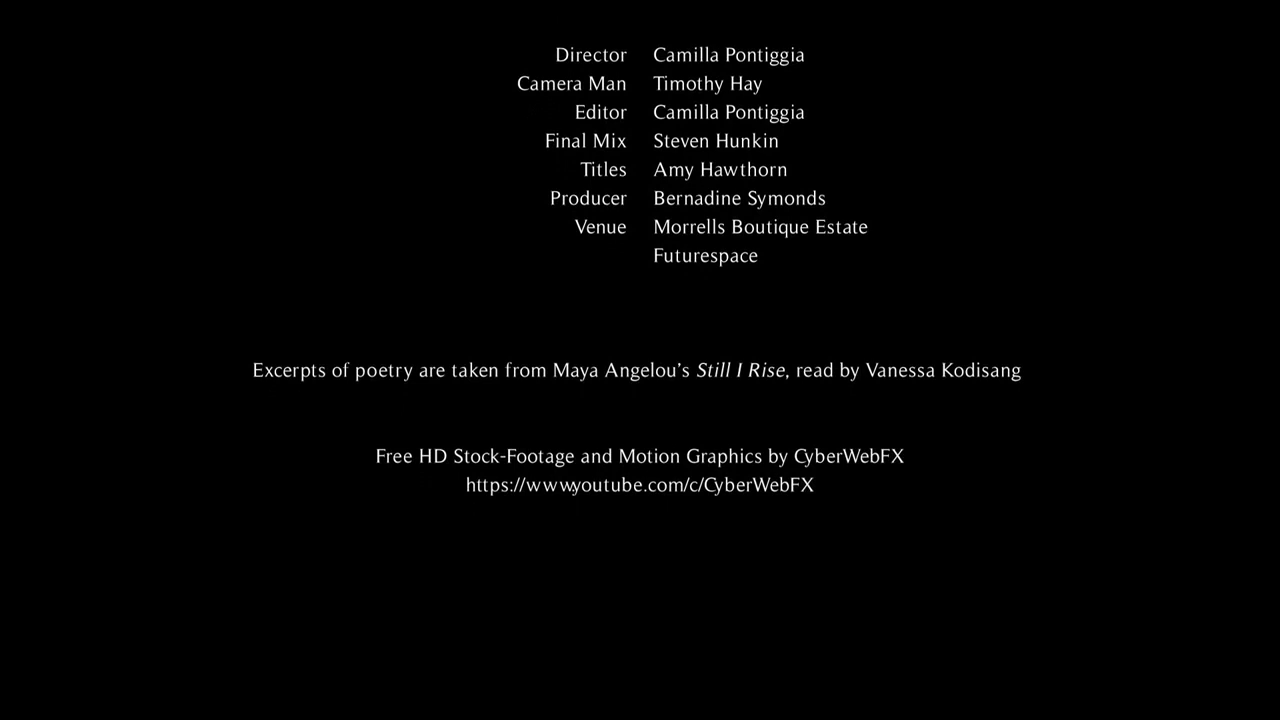 Director Camilla Pontiggia
Camera Man Timothy Hay
Editor Camilla Pontiggia
Final Mix Steven Hunkin
Titles Amy Hawthorn
Producer Bernadine Symonds
Venue Morrells Boutique Estate
Futurespace
Excerpts of poetry are taken from Maya Angelou’s Still I Rise, read by Vanessa Kodisang
Free HD Stock-Footage and Motion Graphics by CyberWebFX
https://www.youtube.com/c/CyberWebFX